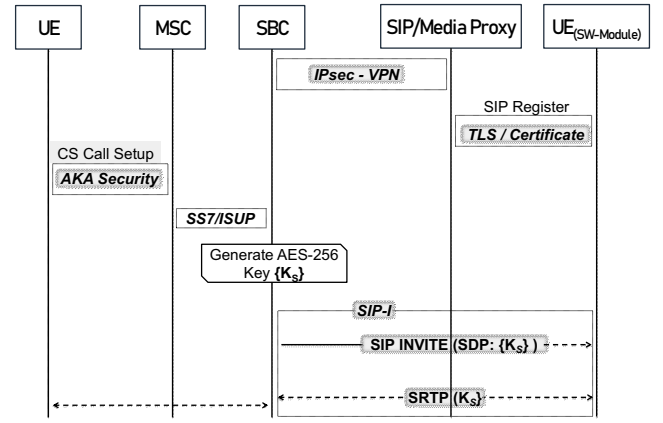 UE MSC SBC SIP/Media Proxy UE(SW-Module)
IPsec - VPN
SIP Register
TLS / Certificate
CS Call Setup
AKA Security
SS7/ISUP
Generate AES-256
Key {KS}
SIP-I
SIP INVITE (SDP: {KS} )
SRTP (KS}